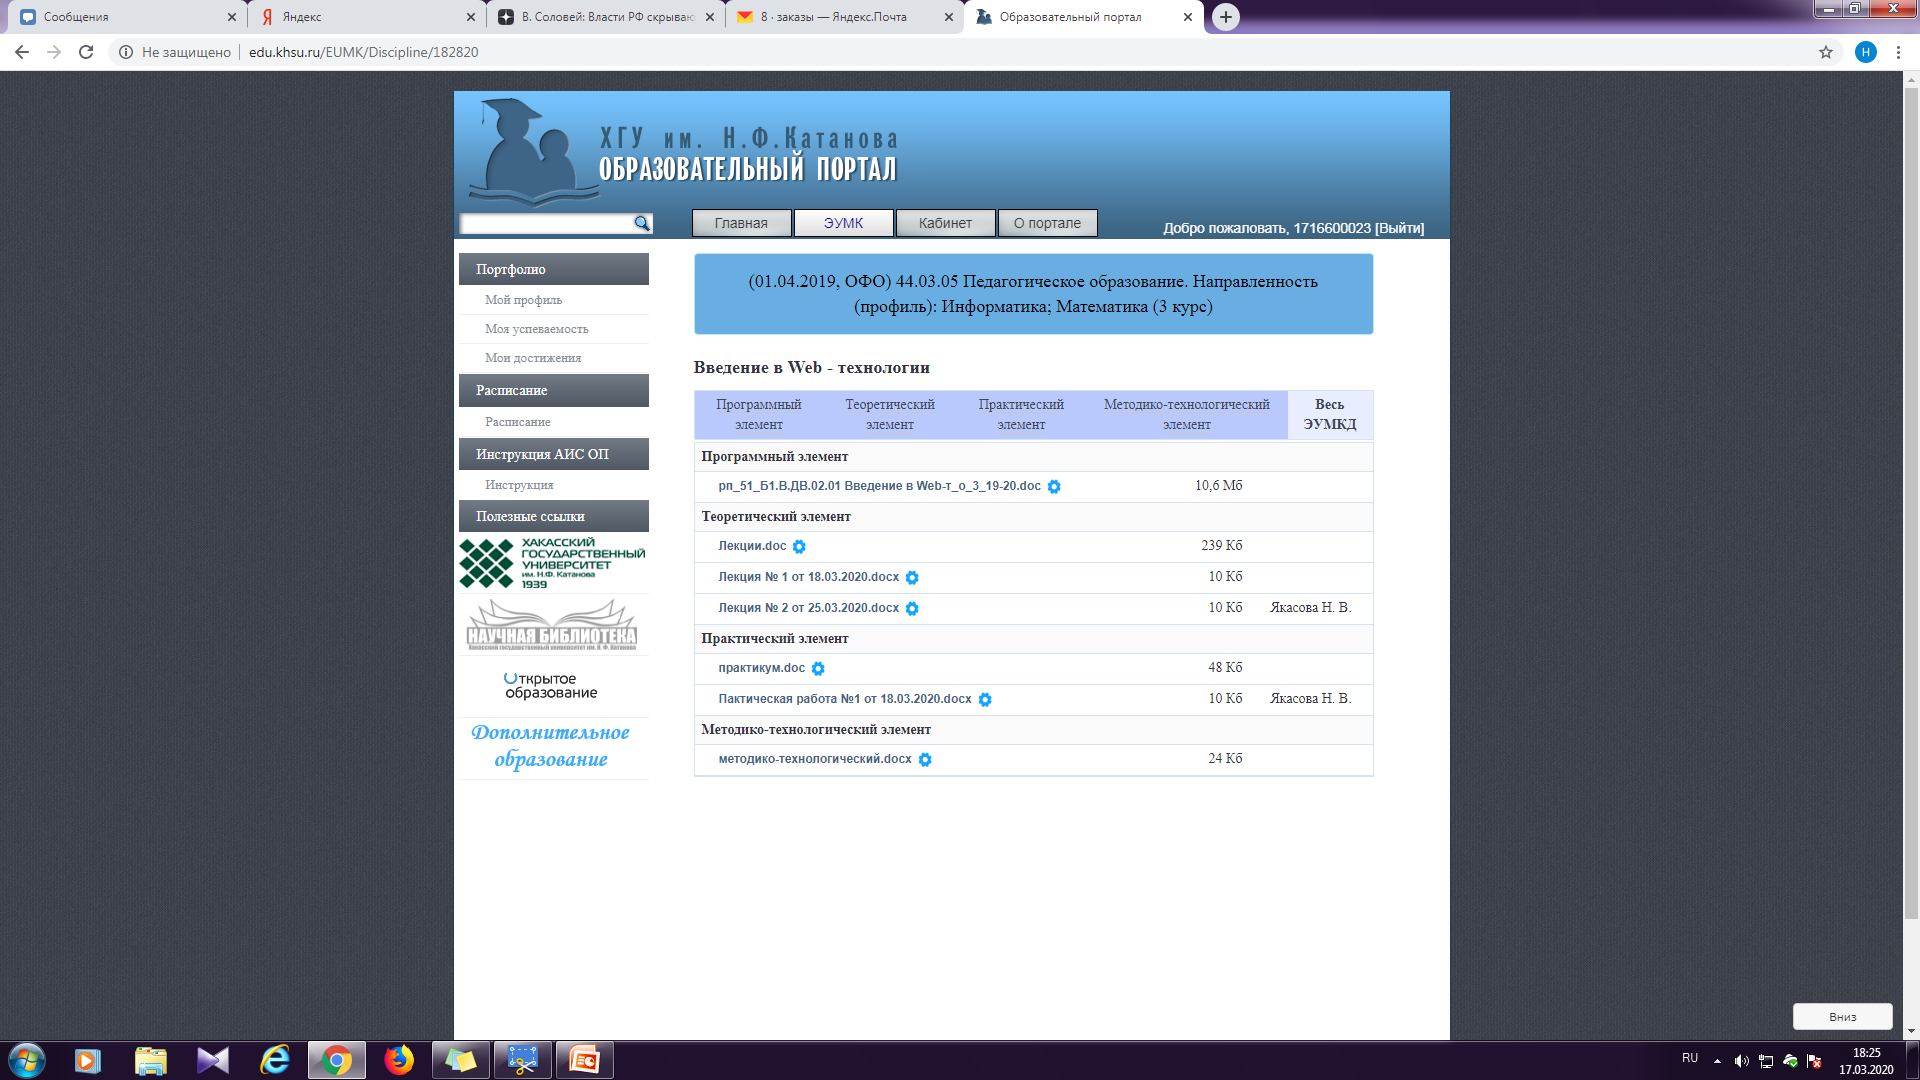 Сообщения
Яндекс
В. Соловей: Власти РФ скрываю
8 · заказы — Яндекс.Почта
Образовательный портал
Не защищено
edu.khsu.ru/EUMK/Discipline/182820
Н
ХГУ им. Н.Ф.Катанова
ОБРАЗОВАТЕЛЬНЫЙ ПОРТАЛ
Главная
ЭУМК
Кабинет
О портале
Добро пожаловать, 1716600023 [Выйти]
Портфолио
Мой профиль
Моя успеваемость
Мои достижения
Расписание
Расписание
Инструкция АИС ОП
Инструкция
Полезные ссылки
ХАКАССКИЙ
ГОСУДАРСТВЕННЫЙ
УНИВЕРСИТЕТ
им. Н.Ф. Катанова
1939
НАУЧНАЯ БИБЛИОТЕКА
Хакасский государственный университет им. Н. Ф. Катанова
Открытое
образование
Дополнительное
образование
(01.04.2019, ОФО) 44.03.05 Педагогическое образование. Направленность
(профиль): Информатика; Математика (3 курс)
Введение в Web - технологии
Программный
элемент
Теоретический
элемент
Практический
элемент
Методико-технологический
элемент
Весь
ЭУМКД
Программный элемент
рп_51_Б1.В.ДВ.02.01 Введение в Web-т_о_3_19-20.doc 10,6 Мб
Теоретический элемент
Лекции.doc 239 Кб
Лекция № 1 от 18.03.2020.docx 10 Кб
Лекция № 2 от 25.03.2020.docx 10 Кб Якасова Н. В.
Практический элемент
практикум.doc 48 Кб
Пактическая работа №1 от 18.03.2020.docx 10 Кб Якасова Н. В.
Методико-технологический элемент
методико-технологический.docx 24 Кб
Вниз
RU
18:25
17.03.2020